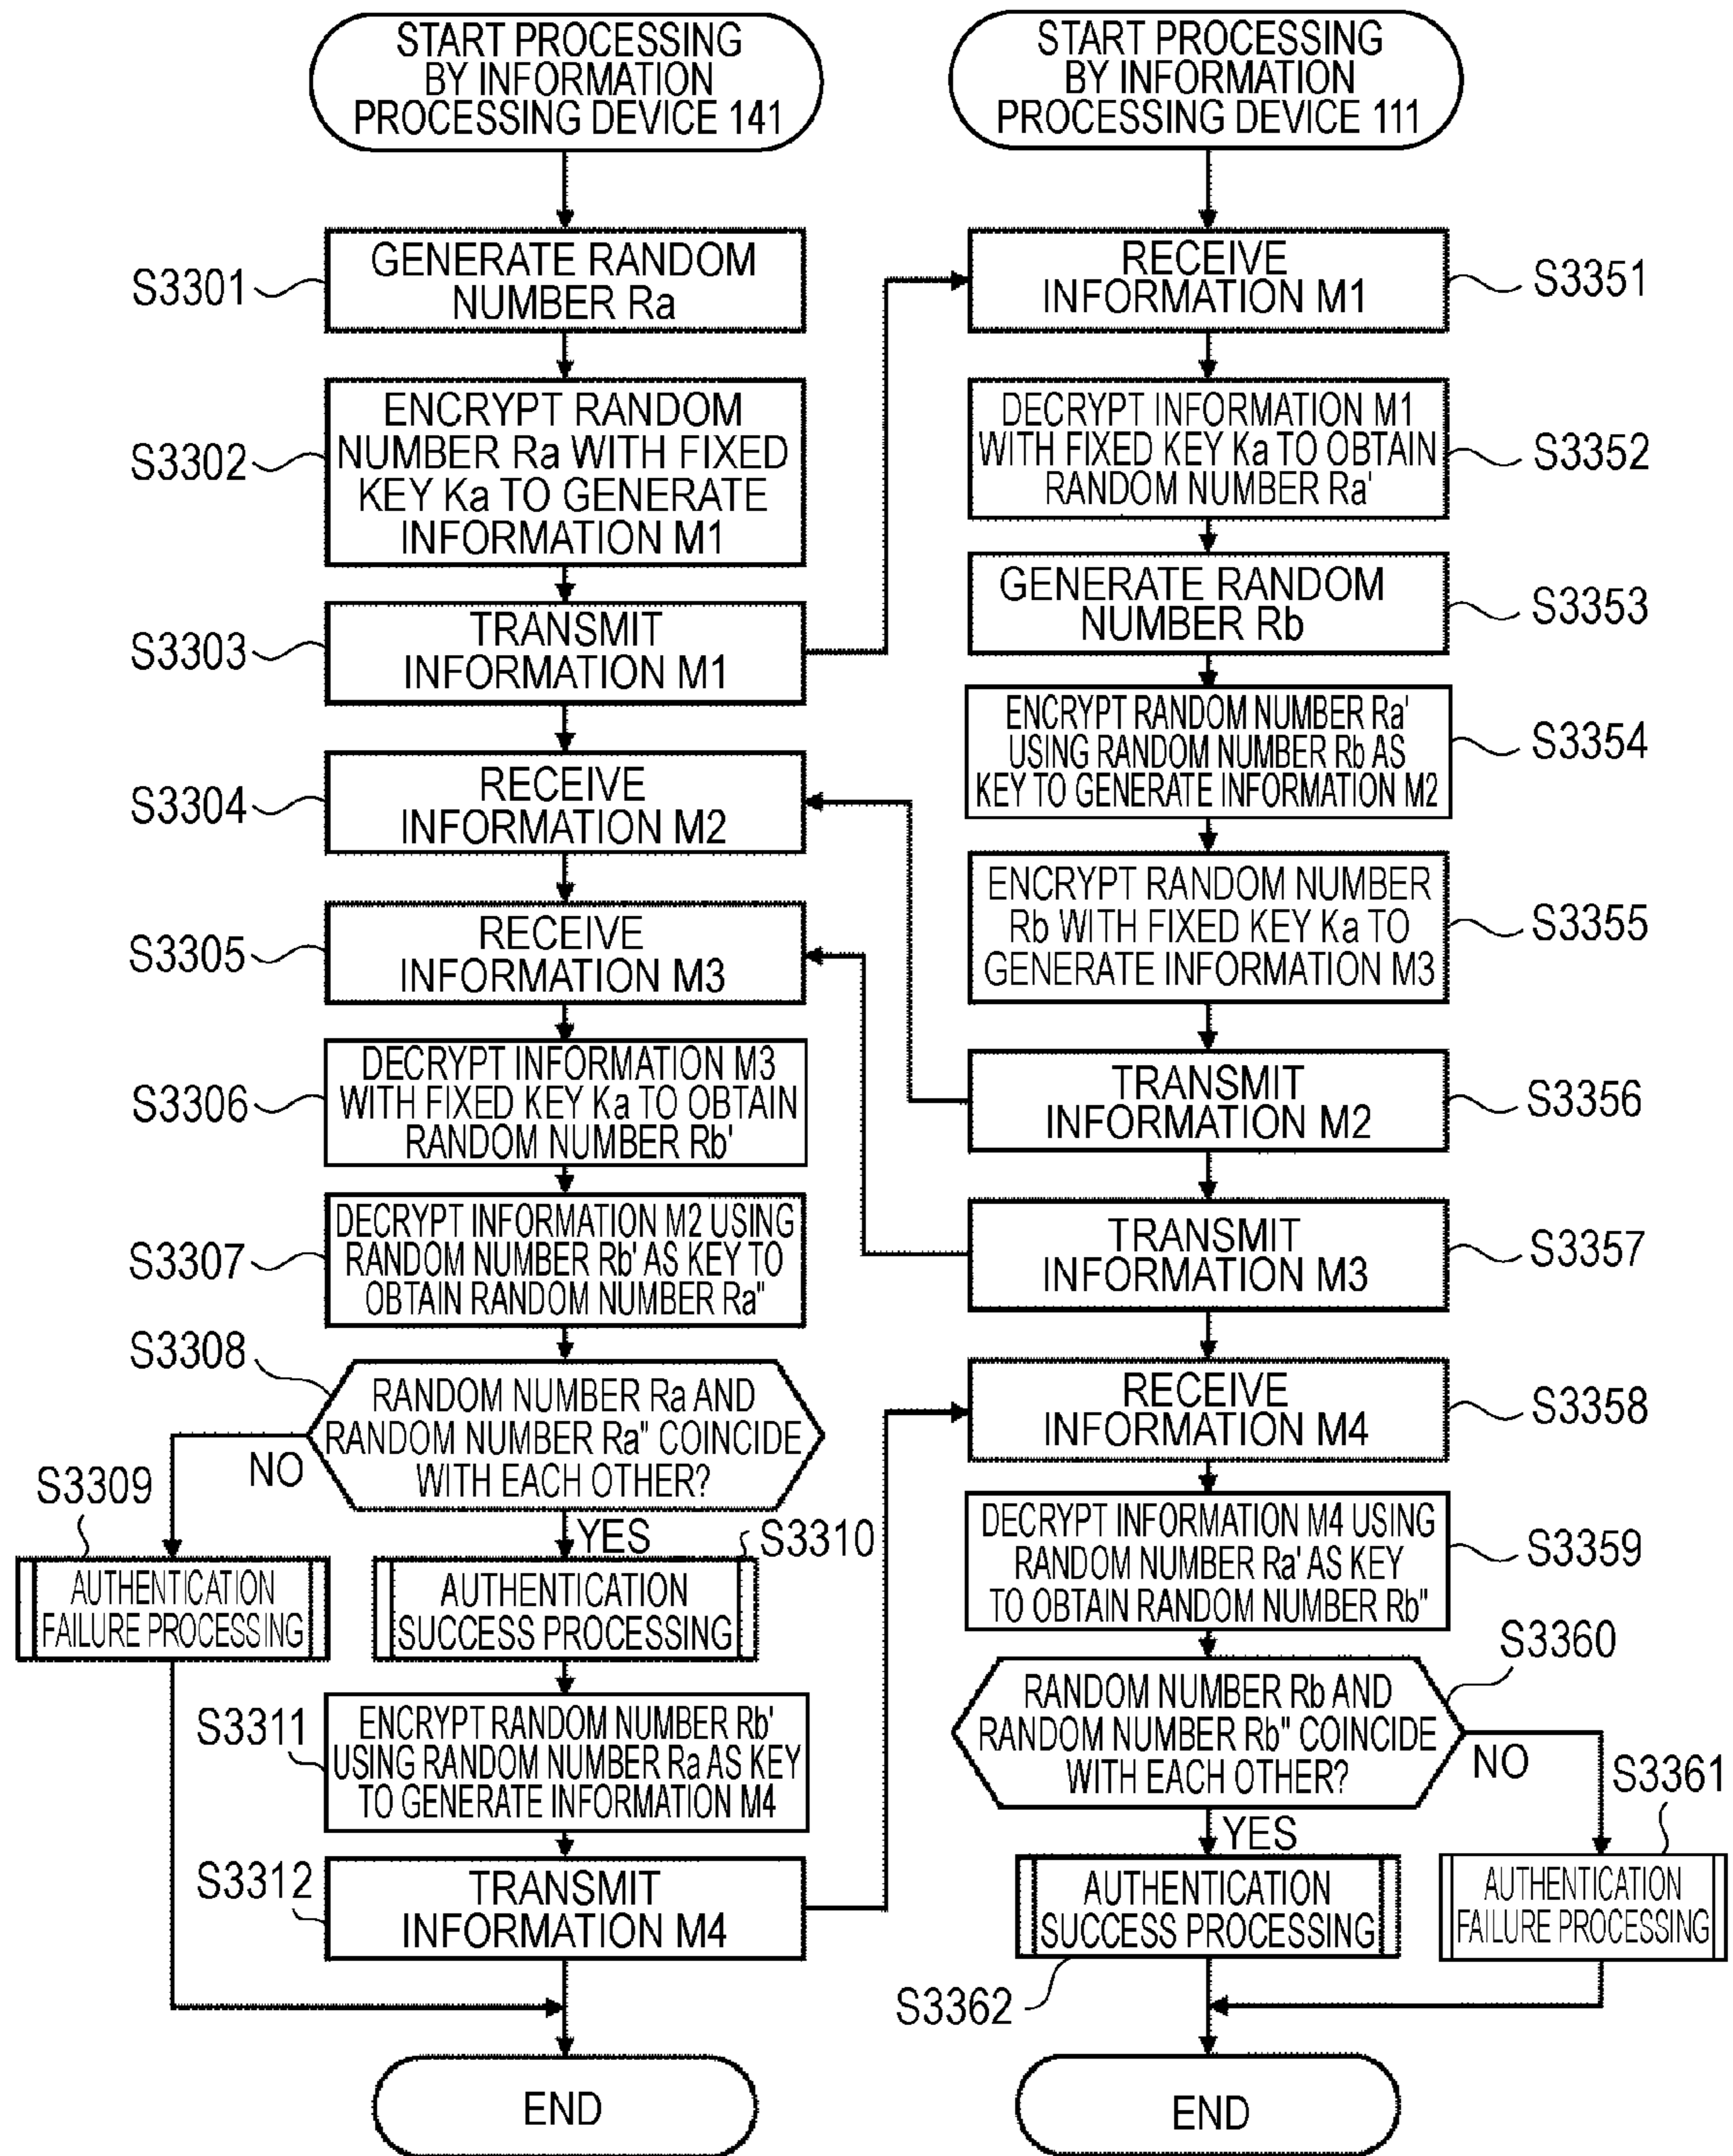 START PROCESSING
BY INFORMATION
PROCESSING DEVICE 141
S3301
GENERATE RANDOM
NUMBER Ra
S3302
ENCRYPT RANDOM
NUMBER Ra WITH FIXED
KEY Ka TO GENERATE
INFORMATION M1
S3303
TRANSMIT
INFORMATION M1
S3304
RECEIVE
INFORMATION M2
S3305
RECEIVE
INFORMATION M3
S3306
DECRYPT INFORMATION M3
WITH FIXED KEY Ka TO OBTAIN
RANDOM NUMBER Rb'
S3307
DECRYPT INFORMATION M2 USING
RANDOM NUMBER Rb' AS KEY TO
OBTAIN RANDOM NUMBER Ra"
S3308
RANDOM NUMBER Ra AND
RANDOM NUMBER Ra" COINCIDE
WITH EACH OTHER?
NO
YES
S3309
AUTHENTICATION
FAILURE PROCESSING
S3310
AUTHENTICATION
SUCCESS PROCESSING
S3311
ENCRYPT RANDOM NUMBER Rb'
USING RANDOM NUMBER Ra AS KEY
TO GENERATE INFORMATION M4
S3312
TRANSMIT
INFORMATION M4
END
START PROCESSING
BY INFORMATION
PROCESSING DEVICE 111
RECEIVE
INFORMATION M1
S3351
DECRYPT INFORMATION M1
WITH FIXED KEY Ka TO OBTAIN
RANDOM NUMBER Ra'
S3352
GENERATE RANDOM
NUMBER Rb
S3353
ENCRYPT RANDOM NUMBER Ra'
USING RANDOM NUMBER Rb AS
KEY TO GENERATE INFORMATION M2
S3354
ENCRYPT RANDOM NUMBER
Rb WITH FIXED KEY Ka TO
GENERATE INFORMATION M3
S3355
TRANSMIT
INFORMATION M2
S3356
TRANSMIT
INFORMATION M3
S3357
RECEIVE
INFORMATION M4
S3358
DECRYPT INFORMATION M4 USING
RANDOM NUMBER Ra' AS KEY
TO OBTAIN RANDOM NUMBER Rb"
S3359
S3360
RANDOM NUMBER Rb AND
RANDOM NUMBER Rb" COINCIDE
WITH EACH OTHER?
NO
YES
S3361
AUTHENTICATION
FAILURE PROCESSING
AUTHENTICATION
SUCCESS PROCESSING
S3362
END